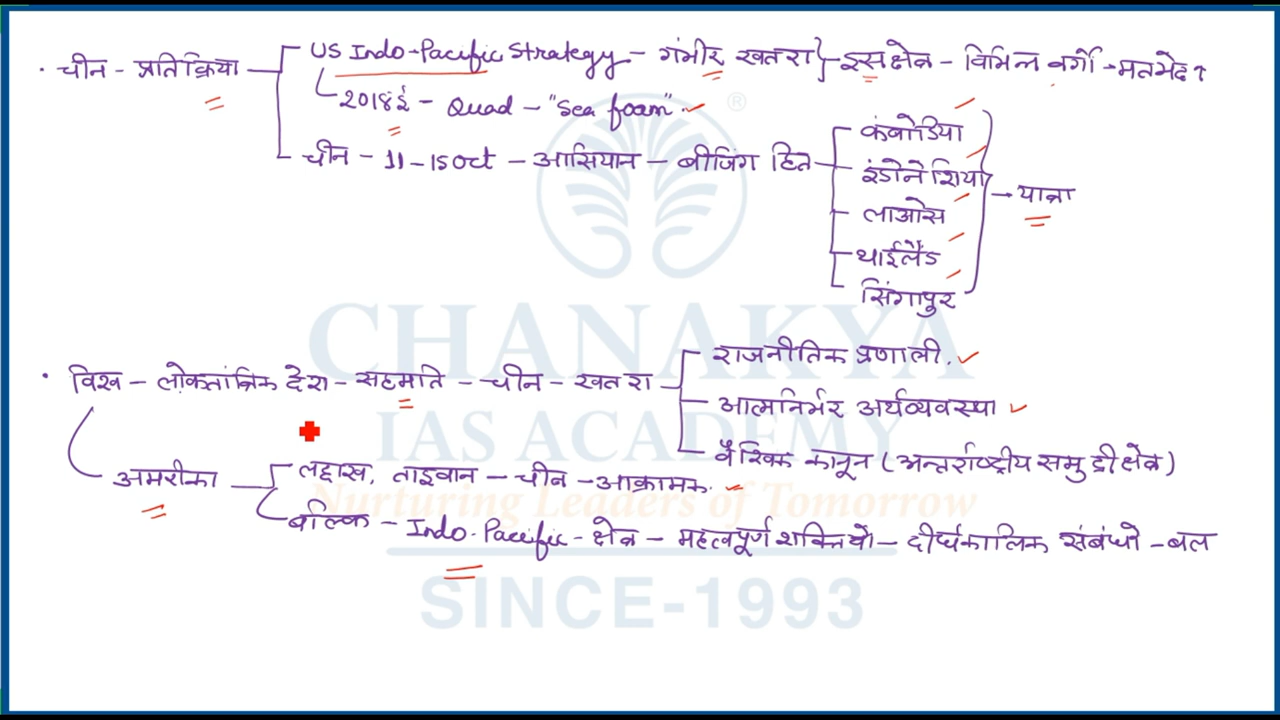 · चीन - प्रतिक्रिया
US Indo-Pacific Strategy - गंभीर खतरा } इस क्षेत्र - विभिन्न वर्गो - मतभेद ↑
2018ई - Quad - "Sea foam"
चीन - 11-15 Oct - आसियान - बीजिंग हित
कंबोडिया
इंडोनेशिया
लाओस
थाईलैंड
सिंगापुर
→ यात्रा
· विश्व - लोकतांत्रिक देश - सहमति - चीन - खतरा
राजनीतिक प्रणाली.
आत्मनिर्भर अर्थव्यवस्था
वैश्विक कानून (अन्तर्राष्ट्रीय समुद्री क्षेत्र)
अमरीका
लद्दाख, ताइवान - चीन - आक्रामक.
बल्कि - Indo-Pacific - क्षेत्र - महत्वपूर्ण शक्तियों - दीर्घकालिक संबंधो - बल
CHANAKYA
IAS ACADEMY
Nurturing Leaders of Tomorrow
SINCE-1993